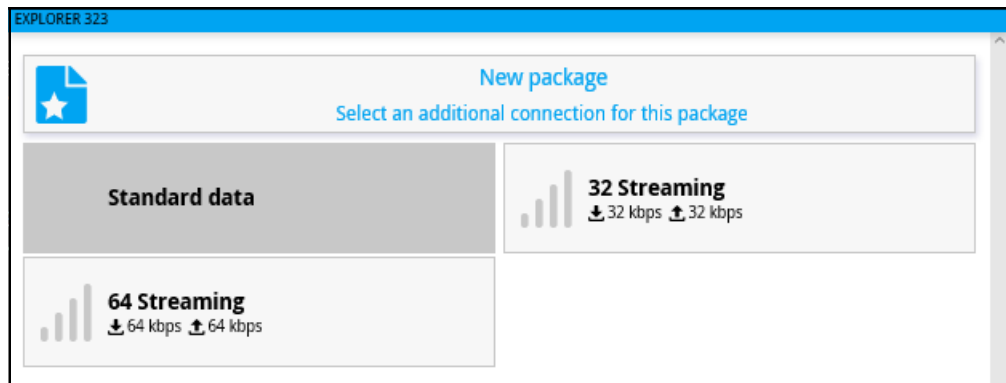 EXPLORER 323
New package
Select an additional connection for this package
Standard data
32 Streaming
32 kbps 32 kbps
64 Streaming
64 kbps 64 kbps